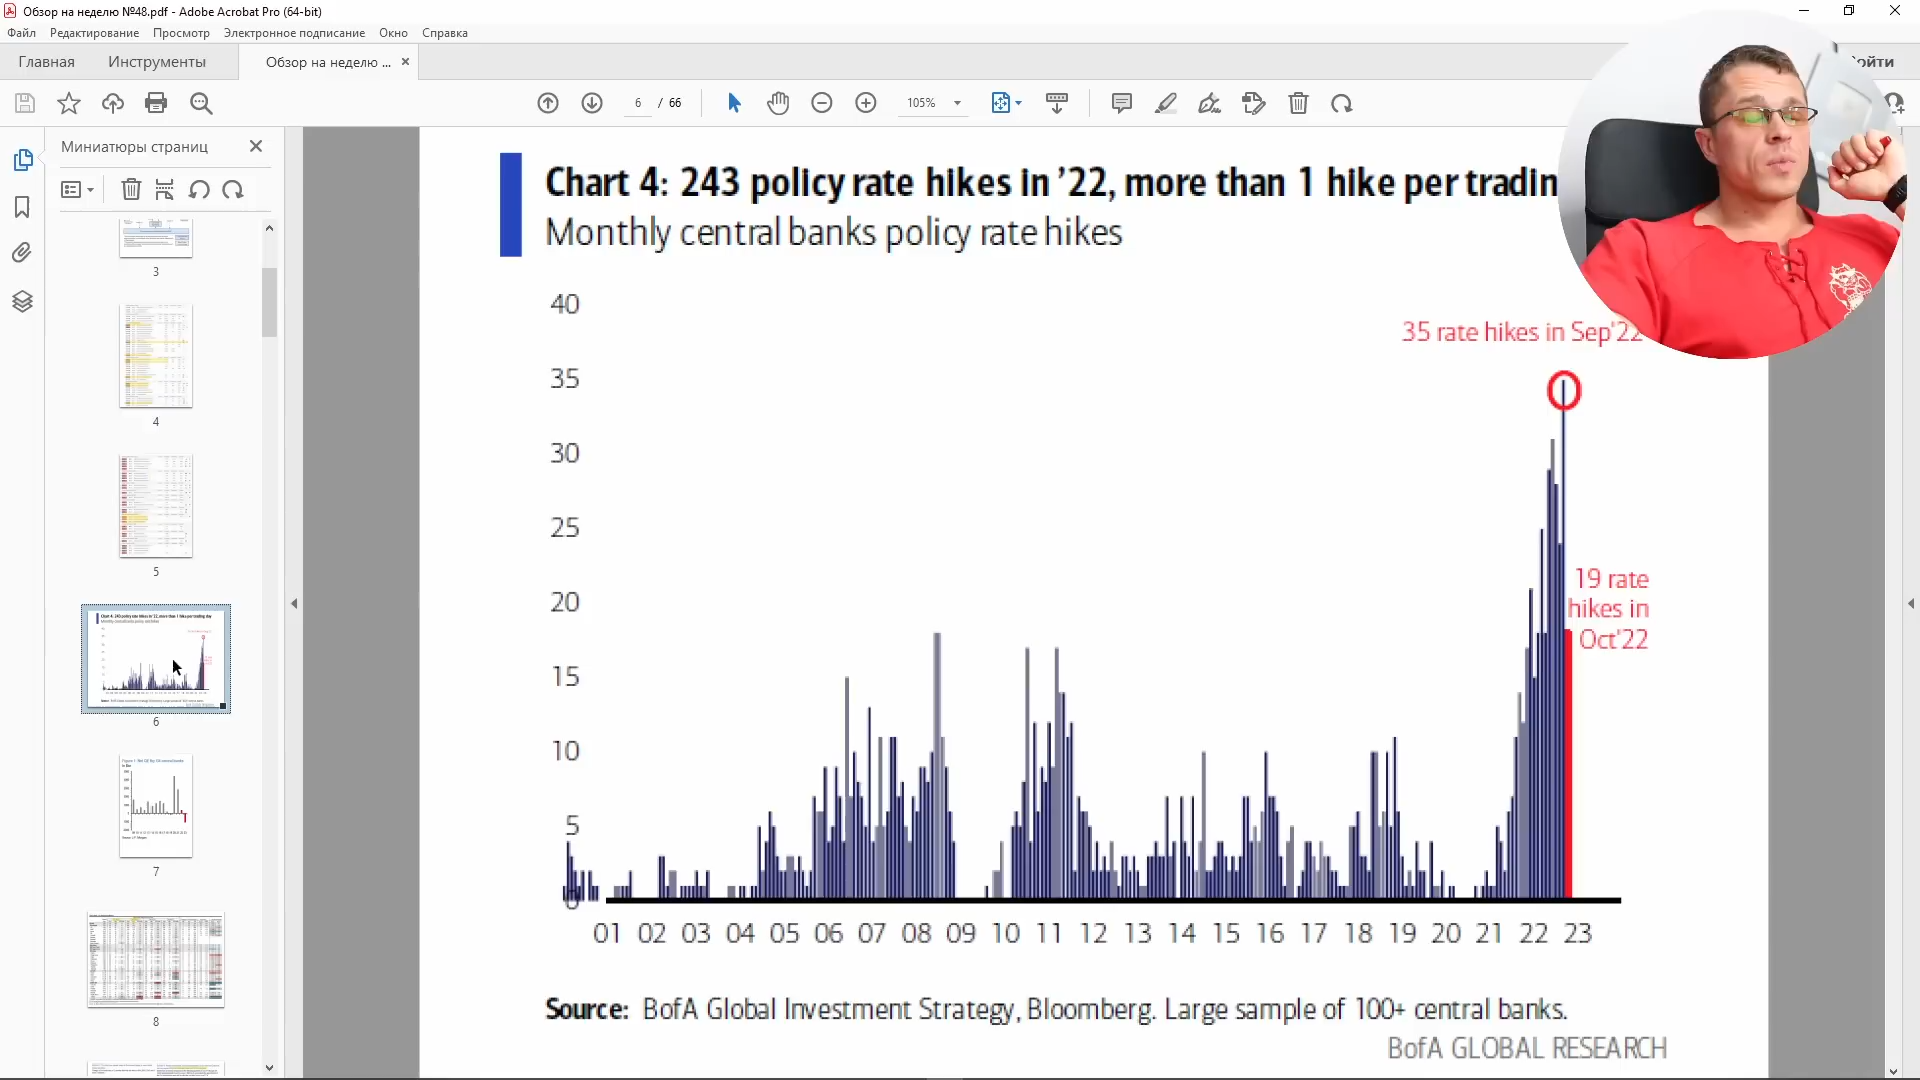 Обзор на неделю №48.pdf - Adobe Acrobat Pro (64-bit)
Файл Редактирование Просмотр Электронное подписание Окно Справка
Главная Инструменты Обзор на неделю ...
6 / 66
105%
Миниатюры страниц
3
4
5
6
7
8
Chart 4: 243 policy rate hikes in ’22, more than 1 hike per
Monthly central banks policy rate hikes
40
35 rate hikes in Sep'22
35
30
25
20
19 rate
hikes in
Oct'22
15
10
5
0
01 02 03 04 05 06 07 08 09 10 11 12 13 14 15 16 17 18 19 20 21 22 23
Source: BofA Global Investment Strategy, Bloomberg. Large sample of 100+ central banks.
BofA GLOBAL RESEARCH